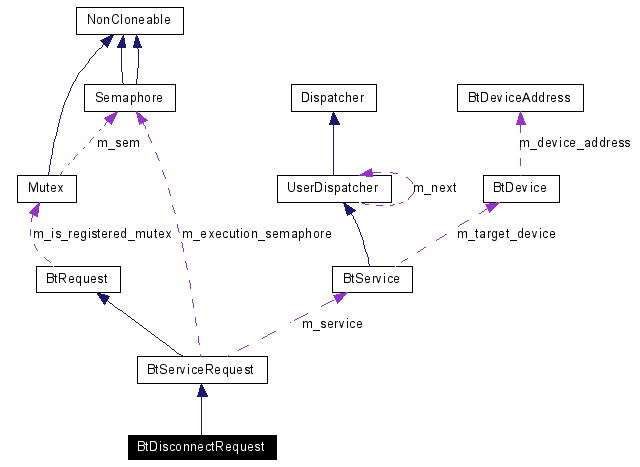 NonCloneable
Semaphore
Dispatcher
BtDeviceAddress
m_sem
m_device_address
Mutex
UserDispatcher
m_next
BtDevice
m_is_registered_mutex
m_execution_semaphore
m_target_device
BtRequest
BtService
m_service
BtServiceRequest
BtDisconnectRequest